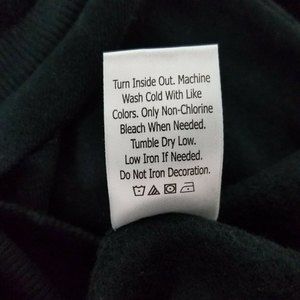 Turn Inside Out. Machine
Wash Cold With Like
Colors. Only Non-Chlorine
Bleach When Needed.
Tumble Dry Low.
Low Iron If Needed.
Do Not Iron Decoration.